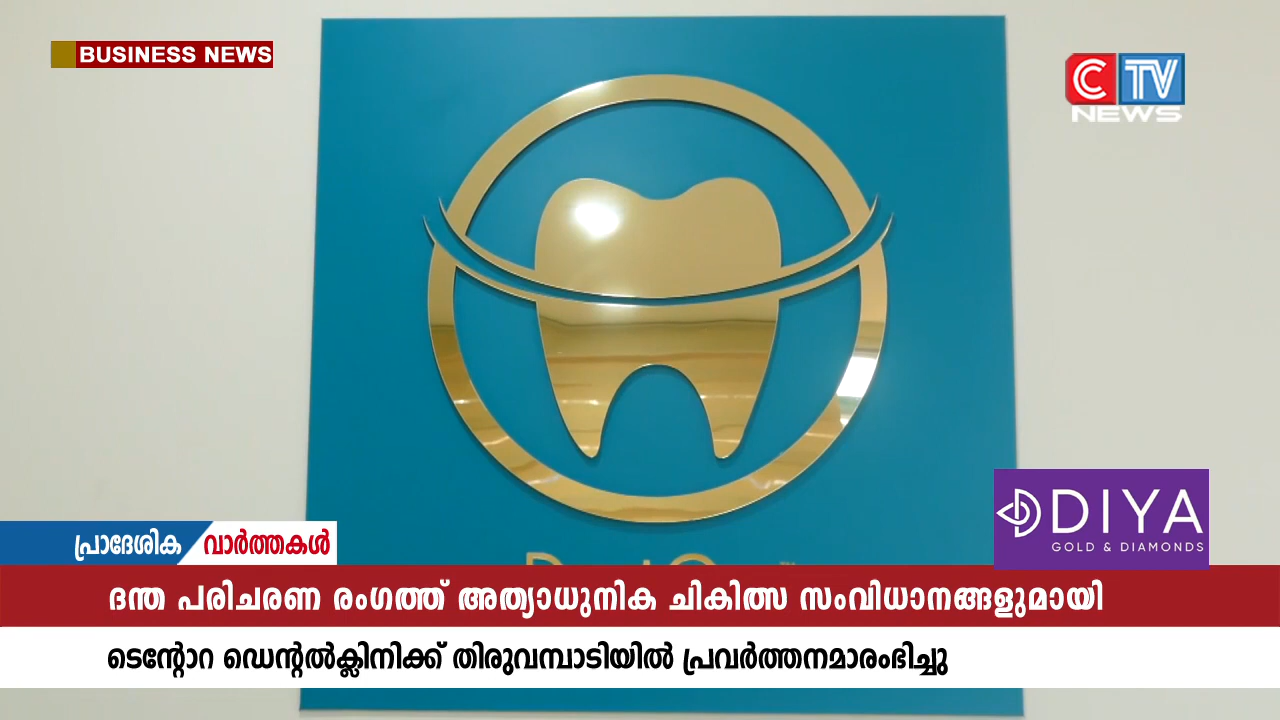 BUSINESS NEWS
CTV
NEWS
DIYA
GOLD & DIAMONDS
പ്രാദേശിക വാർത്തകൾ
ദന്ത പരിചരണ രംഗത്ത് അത്യാധുനിക ചികിത്സ സംവിധാനങ്ങളുമായി
ടെന്റോറ ഡെന്റൽക്ലിനിക്ക് തിരുവമ്പാടിയിൽ പ്രവർത്തനമാരംഭിച്ചു